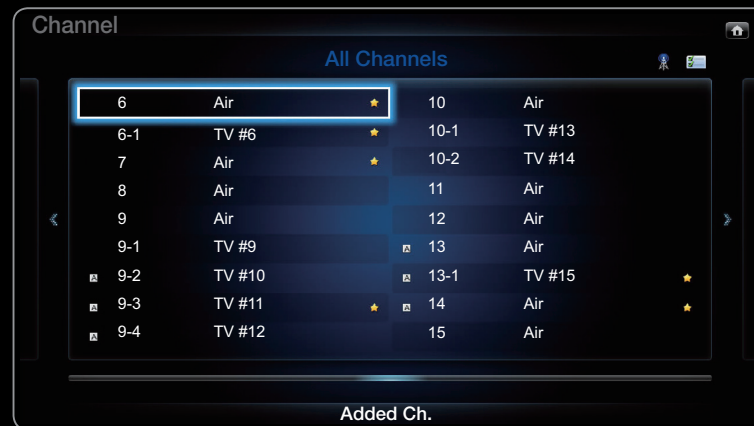 Channel
All Channels
6 Air
6-1 TV #6
7 Air
8 Air
9 Air
9-1 TV #9
A 9-2 TV #10
A 9-3 TV #11
A 9-4 TV #12
10 Air
10-1 TV #13
10-2 TV #14
11 Air
12 Air
A 13 Air
A 13-1 TV #15
A 14 Air
15 Air
Added Ch.